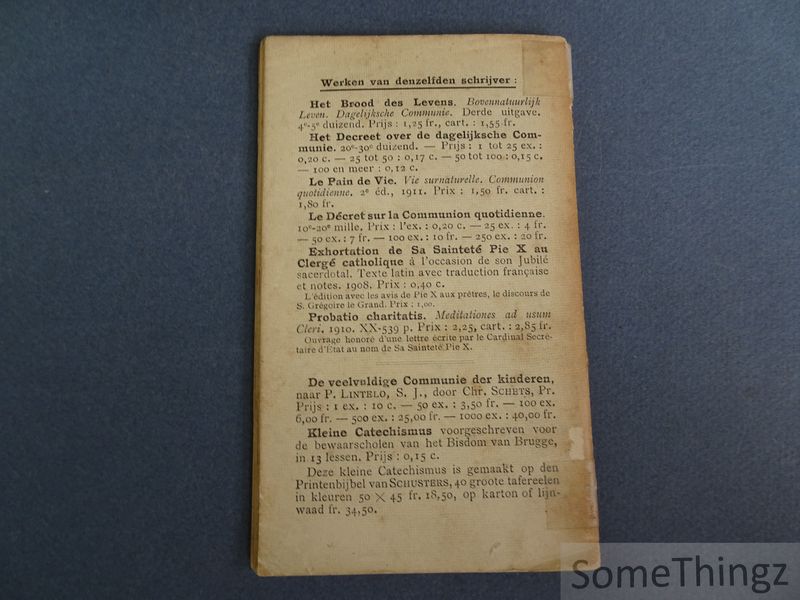 Werken van denzelfden schrijver :
Het Brood des Levens. Bovennatuurlijk
Leven. Dagelijksche Communie. Derde uitgave.
4e-5e duizend. Prijs : 1,25 fr., cart. : 1,55 fr.
Het Decreet over de dagelijksche Com-
munie. 20e-30e duizend. — Prijs : 1 tot 25 ex. :
0,20 c. — 25 tot 50 : 0,17 c. — 50 tot 100 : 0,15 c.
— 100 en meer : 0,12 c.
Le Pain de Vie. Vie surnaturelle. Communion
quotidienne. 2e éd., 1911. Prix : 1,50 fr. cart. :
1,80 fr.
Le Décret sur la Communion quotidienne.
10e-20e mille. Prix : l'ex. : 0,20 c. — 25 ex. : 4 fr.
— 50 ex. : 7 fr. — 100 ex. : 10 fr. — 250 ex. : 20 fr.
Exhortation de Sa Sainteté Pie X au
Clergé catholique à l'occasion de son Jubilé
sacerdotal. Texte latin avec traduction française
et notes. 1908. Prix : 0,40 c.
L'édition avec les avis de Pie X aux prêtres, le discours de
S. Grégoire le Grand. Prix : 1,00.
Probatio charitatis. Meditationes ad usum
Cleri. 1910. XX-539 p. Prix : 2,25, cart. : 2,85 fr.
Ouvrage honoré d'une lettre écrite par le Cardinal Secré-
taire d'État au nom de Sa Sainteté Pie X.
De veelvuldige Communie der kinderen,
naar P. LINTELO, S. J., door Chr. SCHETS, Pr.
Prijs : 1 ex. : 10 c. — 50 ex. : 3,50 fr. — 100 ex.
6,00 fr. — 500 ex. : 25,00 fr. — 1000 ex. : 40,00 fr.
Kleine Catechismus voorgeschreven voor
de bewaarscholen van het Bisdom van Brugge,
in 13 lessen. Prijs : 0,15 c.
Deze kleine Catechismus is gemaakt op den
Printenbijbel van SCHUSTERS, 40 groote tafereelen
in kleuren 50 × 45 fr. 18,50, op karton of lijn-
waad fr. 34,50.
SomeThingz